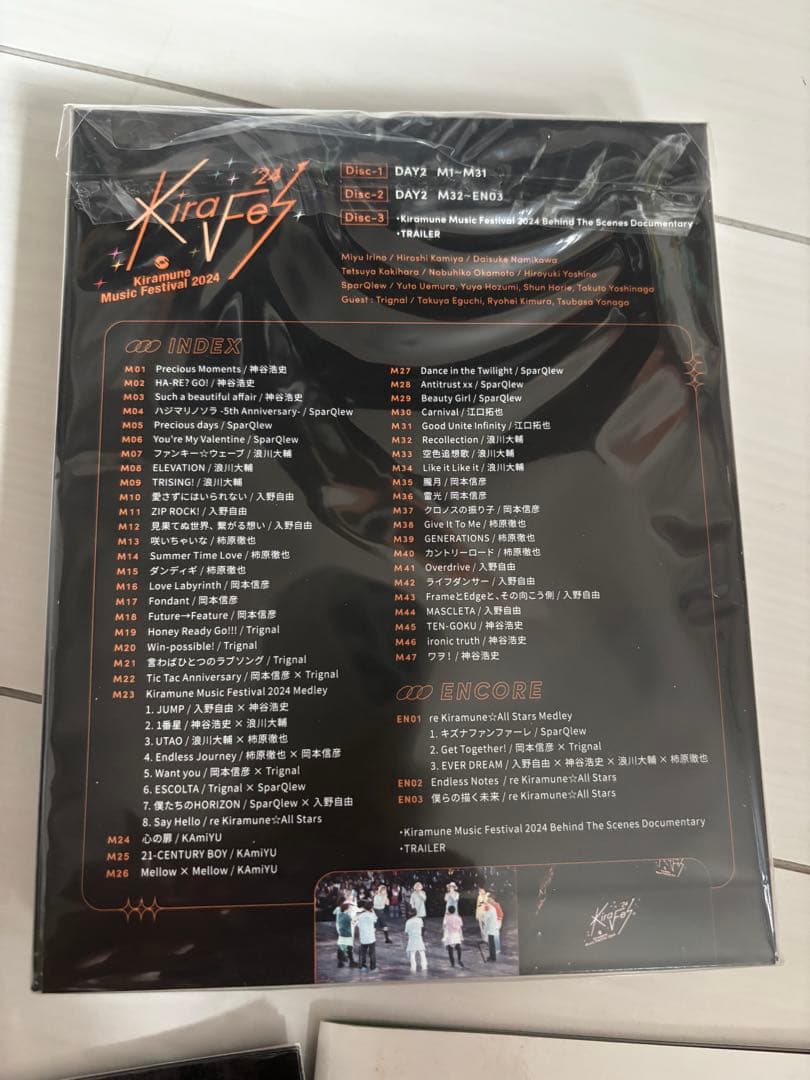 '24
KiraFes
Kiramune
Music Festival 2024
Disc-1 DAY2 M1~M31
Disc-2 DAY2 M32~EN03
Disc-3 ・Kiramune Music Festival 2024 Behind The Scenes Documentary
・TRAILER
Miyu Irino / Hiroshi Kamiya / Daisuke Namikawa
Tetsuya Kakihara / Nobuhiko Okamoto / Hiroyuki Yoshino
SparQlew / Yuto Uemura, Yuya Hozumi, Shun Horie, Takuto Yoshinaga
Guest : Trignal / Takuya Eguchi, Ryohei Kimura, Tsubasa Yonaga
INDEX
M01 Precious Moments / 神谷浩史
M02 HA-RE? GO! / 神谷浩史
M03 Such a beautiful affair / 神谷浩史
M04 ハジマリノソラ -5th Anniversary- / SparQlew
M05 Precious days / SparQlew
M06 You're My Valentine / SparQlew
M07 ファンキー☆ウェーブ / 浪川大輔
M08 ELEVATION / 浪川大輔
M09 TRISING! / 浪川大輔
M10 愛さずにはいられない / 入野自由
M11 ZIP ROCK! / 入野自由
M12 見果てぬ世界、繋がる想い / 入野自由
M13 咲いちゃいな / 柿原徹也
M14 Summer Time Love / 柿原徹也
M15 ダンディギ / 柿原徹也
M16 Love Labyrinth / 岡本信彦
M17 Fondant / 岡本信彦
M18 Future→Feature / 岡本信彦
M19 Honey Ready Go!!! / Trignal
M20 Win-possible! / Trignal
M21 言わばひとつのラブソング / Trignal
M22 Tic Tac Anniversary / 岡本信彦 × Trignal
M23 Kiramune Music Festival 2024 Medley
1. JUMP / 入野自由 × 神谷浩史
2. 1番星 / 神谷浩史 × 浪川大輔
3. UTAO / 浪川大輔 × 柿原徹也
4. Endless Journey / 柿原徹也 × 岡本信彦
5. Want you / 岡本信彦 × Trignal
6. ESCOLTA / Trignal × SparQlew
7. 僕たちのHORIZON / SparQlew × 入野自由
8. Say Hello / re Kiramune☆All Stars
M24 心の扉 / KAmiYU
M25 21-CENTURY BOY / KAmiYU
M26 Mellow × Mellow / KAmiYU
M27 Dance in the Twilight / SparQlew
M28 Antitrust xx / SparQlew
M29 Beauty Girl / SparQlew
M30 Carnival / 江口拓也
M31 Good Unite Infinity / 江口拓也
M32 Recollection / 浪川大輔
M33 空色追想歌 / 浪川大輔
M34 Like it Like it / 浪川大輔
M35 朧月 / 岡本信彦
M36 雷光 / 岡本信彦
M37 クロノスの振り子 / 岡本信彦
M38 Give It To Me / 柿原徹也
M39 GENERATIONS / 柿原徹也
M40 カントリーロード / 柿原徹也
M41 Overdrive / 入野自由
M42 ライフダンサー / 入野自由
M43 FrameとEdgeと、その向こう側 / 入野自由
M44 MASCLETA / 入野自由
M45 TEN-GOKU / 神谷浩史
M46 ironic truth / 神谷浩史
M47 ワヲ! / 神谷浩史
ENCORE
EN01 re Kiramune☆All Stars Medley
1. キズナファンファーレ / SparQlew
2. Get Together! / 岡本信彦 × Trignal
3. EVER DREAM / 入野自由 × 神谷浩史 × 浪川大輔 × 柿原徹也
EN02 Endless Notes / re Kiramune☆All Stars
EN03 僕らの描く未来 / re Kiramune☆All Stars
・Kiramune Music Festival 2024 Behind The Scenes Documentary
・TRAILER
'24
KiraFes